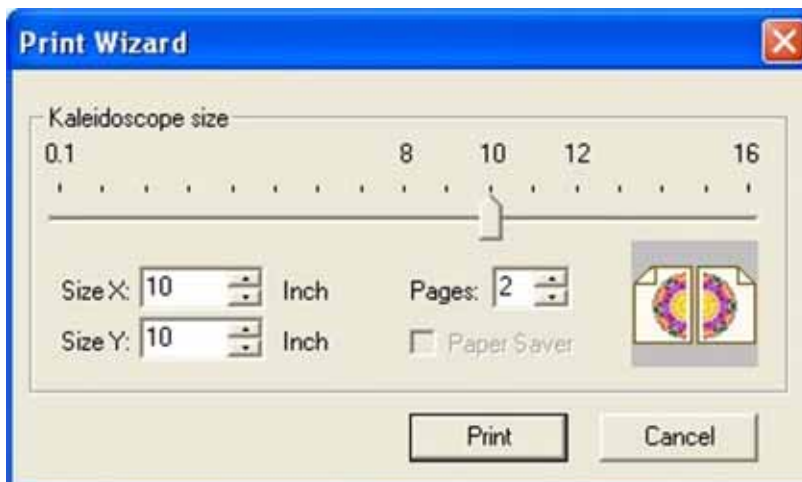 Print Wizard
Kaleidoscope size
0.1 8 10 12 16
Size X: 10 Inch Pages: 2
Size Y: 10 Inch Paper Saver
Print Cancel